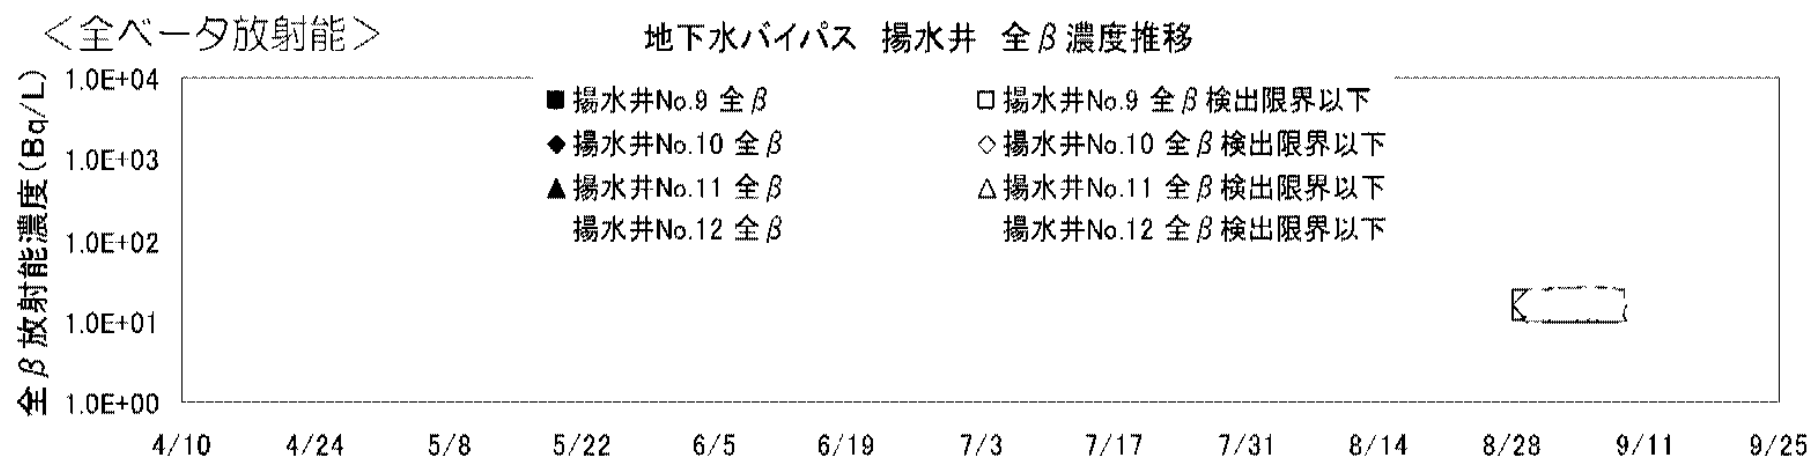 ＜全ベータ放射能＞
地下水バイパス 揚水井 全β濃度推移
全β放射能濃度(Bq/L)
1.0E+04
1.0E+03
1.0E+02
1.0E+01
1.0E+00
■揚水井No.9 全β □揚水井No.9 全β検出限界以下
◆揚水井No.10 全β ◇揚水井No.10 全β検出限界以下
▲揚水井No.11 全β △揚水井No.11 全β検出限界以下
揚水井No.12 全β 揚水井No.12 全β検出限界以下
4/10 4/24 5/8 5/22 6/5 6/19 7/3 7/17 7/31 8/14 8/28 9/11 9/25